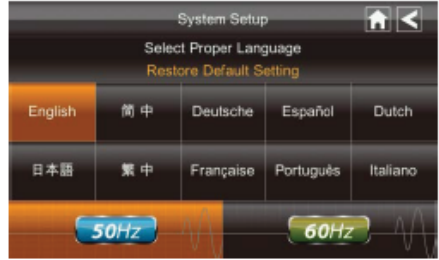 System Setup
Select Proper Language
Restore Default Setting
English 简 中 Deutsche Español Dutch
日本語 繁 中 Française Português Italiano
50Hz 60Hz